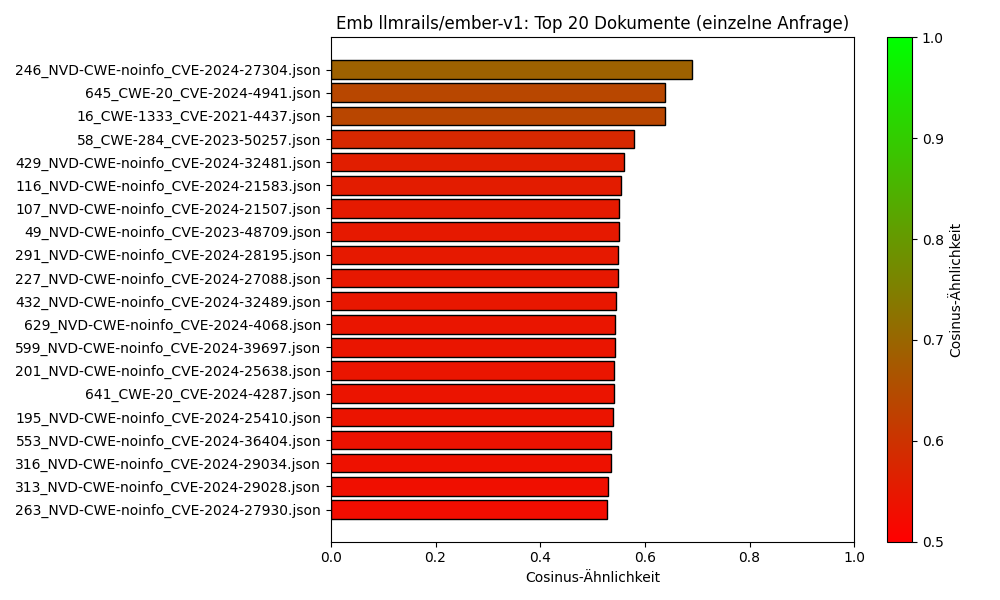 Emb llmrails/ember-v1: Top 20 Dokumente (einzelne Anfrage)
246_NVD-CWE-noinfo_CVE-2024-27304.json
645_CWE-20_CVE-2024-4941.json
16_CWE-1333_CVE-2021-4437.json
58_CWE-284_CVE-2023-50257.json
429_NVD-CWE-noinfo_CVE-2024-32481.json
116_NVD-CWE-noinfo_CVE-2024-21583.json
107_NVD-CWE-noinfo_CVE-2024-21507.json
49_NVD-CWE-noinfo_CVE-2023-48709.json
291_NVD-CWE-noinfo_CVE-2024-28195.json
227_NVD-CWE-noinfo_CVE-2024-27088.json
432_NVD-CWE-noinfo_CVE-2024-32489.json
629_NVD-CWE-noinfo_CVE-2024-4068.json
599_NVD-CWE-noinfo_CVE-2024-39697.json
201_NVD-CWE-noinfo_CVE-2024-25638.json
641_CWE-20_CVE-2024-4287.json
195_NVD-CWE-noinfo_CVE-2024-25410.json
553_NVD-CWE-noinfo_CVE-2024-36404.json
316_NVD-CWE-noinfo_CVE-2024-29034.json
313_NVD-CWE-noinfo_CVE-2024-29028.json
263_NVD-CWE-noinfo_CVE-2024-27930.json
0.0 0.2 0.4 0.6 0.8 1.0
Cosinus-Ähnlichkeit
1.0
0.9
0.8
0.7
0.6
0.5
Cosinus-Ähnlichkeit